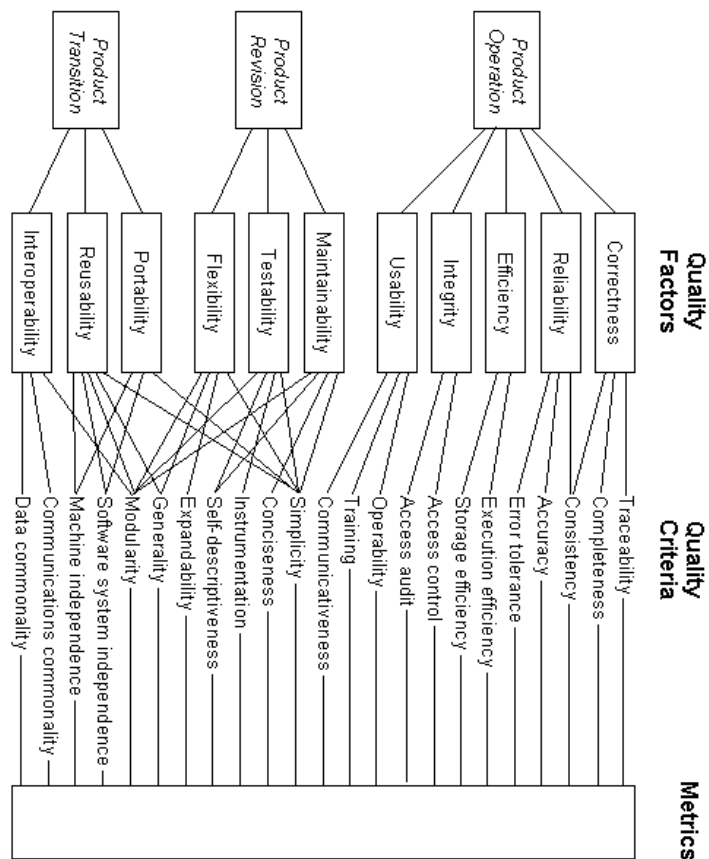 Quality
Factors
Quality
Criteria
Metrics
Product
Operation
Product
Revision
Product
Transition
Correctness
Reliability
Efficiency
Integrity
Usability
Maintainability
Testability
Flexibility
Portability
Reusability
Interoperability
Traceability
Completeness
Consistency
Accuracy
Error tolerance
Execution efficiency
Storage efficiency
Access control
Access audit
Operability
Training
Communicativeness
Simplicity
Conciseness
Instrumentation
Self-descriptiveness
Expandability
Generality
Modularity
Software system independence
Machine independence
Communications commonality
Data commonality